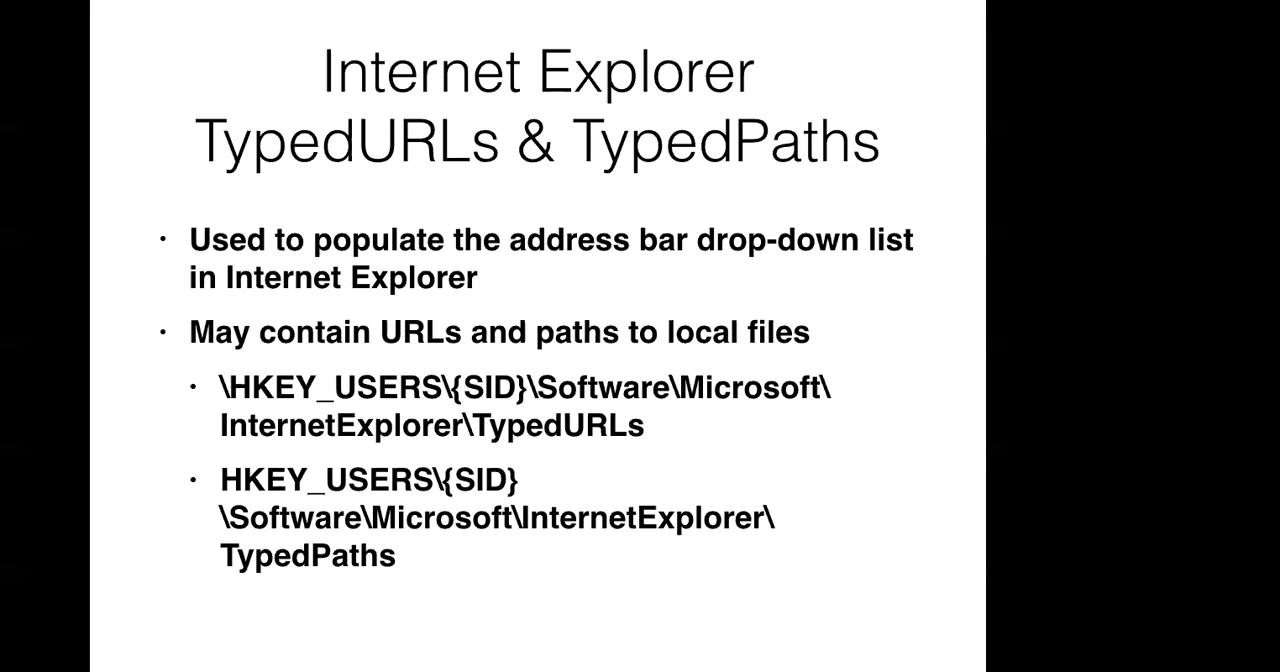 Internet Explorer
TypedURLs & TypedPaths
· Used to populate the address bar drop-down list
in Internet Explorer
· May contain URLs and paths to local files
· \HKEY_USERS\{SID}\Software\Microsoft\
InternetExplorer\TypedURLs
· HKEY_USERS\{SID}
\Software\Microsoft\InternetExplorer\
TypedPaths